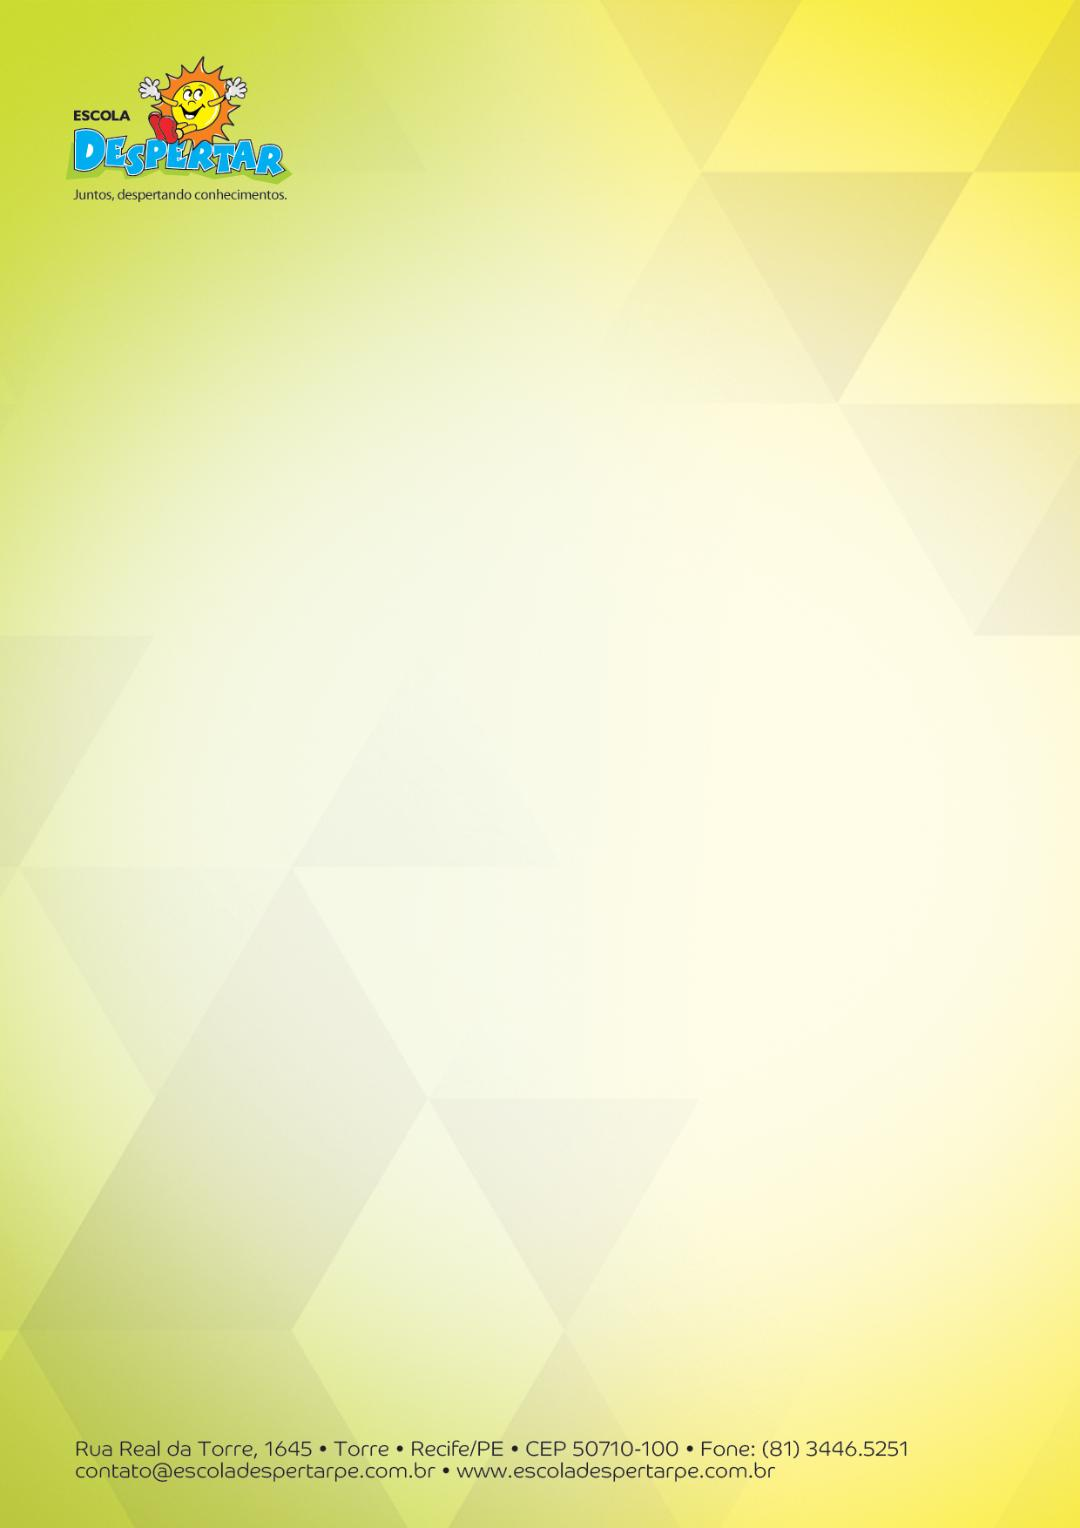 ESCOLA
DESPERTAR
Juntos, despertando conhecimentos.
Rua Real da Torre, 1645 • Torre • Recife/PE • CEP 50710-100 • Fone: (81) 3446.5251
contato@escoladespertarpe.com.br • www.escoladespertarpe.com.br